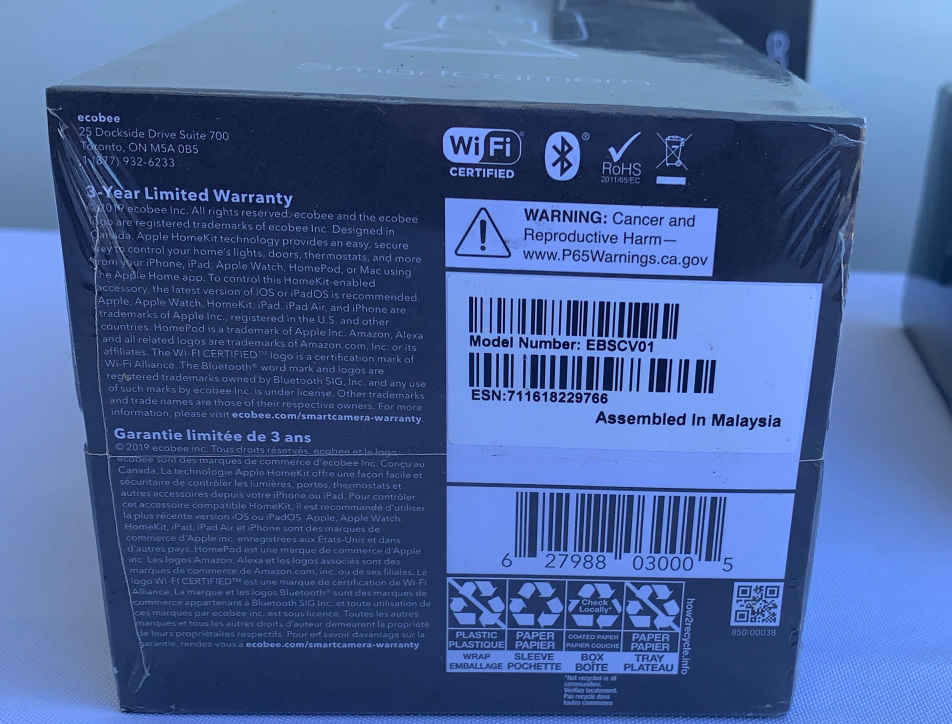 SmartCamera
ecobee
25 Dockside Drive Suite 700
Toronto, ON M5A 0B5
1 (877) 932-6233
3-Year Limited Warranty
© 2019 ecobee Inc. All rights reserved. ecobee and the ecobee
logo are registered trademarks of ecobee Inc. Designed in
Canada. Apple HomeKit technology provides an easy, secure
way to control your home's lights, doors, thermostats, and more
from your iPhone, iPad, Apple Watch, HomePod, or Mac using
the Apple Home app. To control this HomeKit-enabled
accessory, the latest version of iOS or iPadOS is recommended.
Apple, Apple Watch, HomeKit, iPad, iPad Air, and iPhone are
trademarks of Apple Inc., registered in the U.S. and other
countries. HomePod is a trademark of Apple Inc. Amazon, Alexa
and all related logos are trademarks of Amazon.com, Inc. or its
affiliates. The Wi-Fi CERTIFIED™ logo is a certification mark of
Wi-Fi Alliance. The Bluetooth® word mark and logos are
registered trademarks owned by Bluetooth SIG, Inc. and any use
of such marks by ecobee Inc. is under license. Other trademarks
and trade names are those of their respective owners. For more
information, please visit ecobee.com/smartcamera-warranty.
Garantie limitée de 3 ans
© 2019 ecobee inc. Tous droits réservés. ecobee et le logo
ecobee sont des marques de commerce d'ecobee Inc. Conçu au
Canada. La technologie Apple HomeKit offre une façon facile et
sécuritaire de contrôler les lumières, portes, thermostats et
autres accessoires depuis votre iPhone ou iPad. Pour contrôler
cet accessoire compatible HomeKit, il est recommandé d'utiliser
la plus récente version iOS ou iPadOS. Apple, Apple Watch,
HomeKit, iPad, iPad Air et iPhone sont des marques de
commerce d'Apple inc. enregistrées aux États-Unis et dans
d'autres pays. HomePod est une marque de commerce d'Apple
inc. Les logos Amazon, Alexa et les logos associés sont des
marques de commerce de Amazon.com, inc. ou de ses filiales. Le
logo WI-FI CERTIFIED™ est une marque de certification de Wi-Fi
Alliance. La marque et les logos Bluetooth® sont des marques de
commerce appartenant à Bluetooth SIG Inc. et toute utilisation de
ces marques par ecobee inc. est sous licence. Toutes les autres
marques et tous les autres droits d'auteur demeurent la propriété
de leurs propriétaires respectifs. Pour en savoir davantage sur la
garantie, rendez-vous à ecobee.com/smartcamera-warranty
Wi Fi
CERTIFIED
®
RoHS
2011/65/EC
WARNING: Cancer and
Reproductive Harm—
www.P65Warnings.ca.gov
Model Number: EBSCV01
ESN:711618229766
Assembled In Malaysia
6 27988 03000 5
PLASTIC
PLASTIQUE
WRAP
EMBALLAGE
PAPER
PAPIER
SLEEVE
POCHETTE
Check
Locally*
COATED PAPER
PAPIER COUCHE
BOX
BOÎTE
PAPER
PAPIER
TRAY
PLATEAU
how2recycle.info
*Not recycled in all
communities.
Vérifier localement.
Pas recyclé dans
toutes communes
850-00038